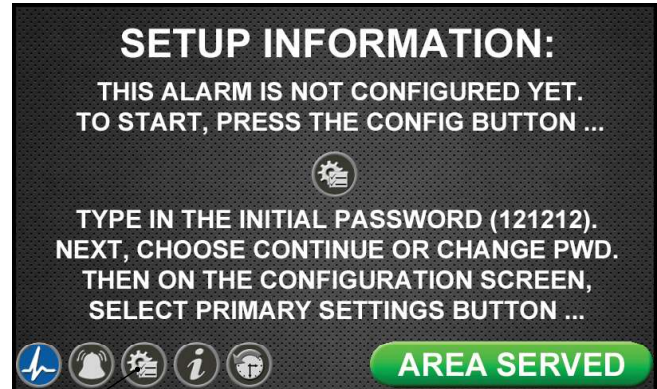 SETUP INFORMATION:
THIS ALARM IS NOT CONFIGURED YET.
TO START, PRESS THE CONFIG BUTTON ...
TYPE IN THE INITIAL PASSWORD (121212).
NEXT, CHOOSE CONTINUE OR CHANGE PWD.
THEN ON THE CONFIGURATION SCREEN,
SELECT PRIMARY SETTINGS BUTTON ...
i
AREA SERVED